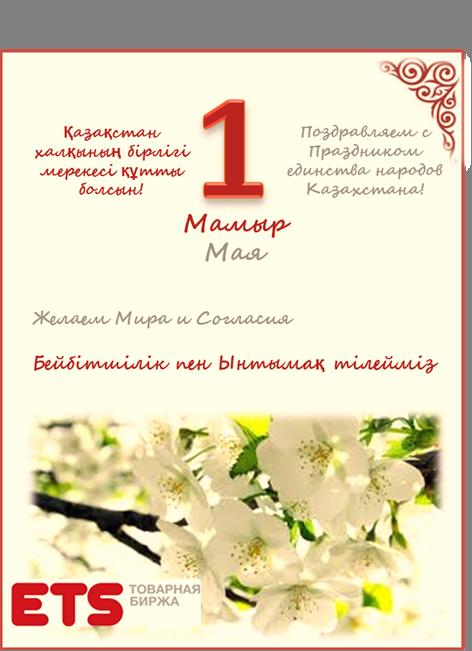 Қазақстан
халқының бірлігі
мерекесі құтты
болсын!
1
Мамыр
Мая
Поздравляем с
Праздником
единства народов
Казахстана!
Желаем Мира и Согласия
Бейбітшілік пен Ынтымақ тілейміз
ETS ТОВАРНАЯ
БИРЖА